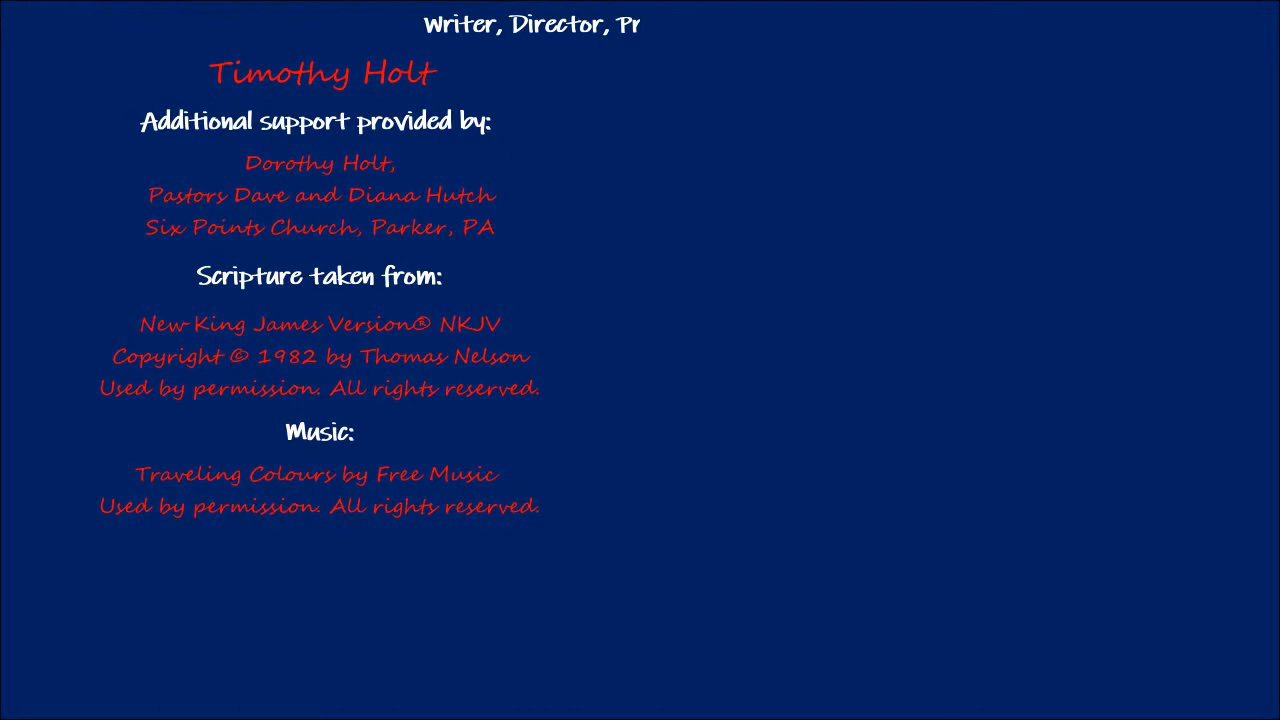 Writer, Director, Pr
Timothy Holt
Additional support provided by:
Dorothy Holt,
Pastors Dave and Diana Hutch
Six Points Church, Parker, PA
Scripture taken from:
New King James Version® NKJV
Copyright © 1982 by Thomas Nelson
Used by permission. All rights reserved.
Music:
Traveling Colours by Free Music
Used by permission. All rights reserved.